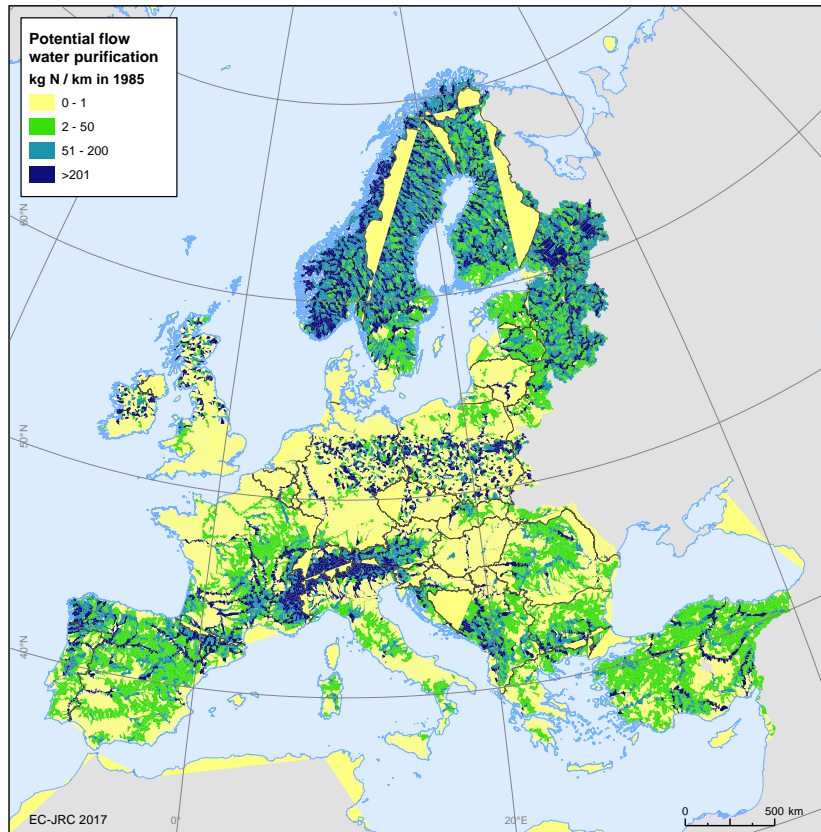 Potential flow
water purification
kg N / km in 1985
0 - 1
2 - 50
51 - 200
>201
60°N
50°N
40°N
EC-JRC 2017
0°
20°E
0
500 km